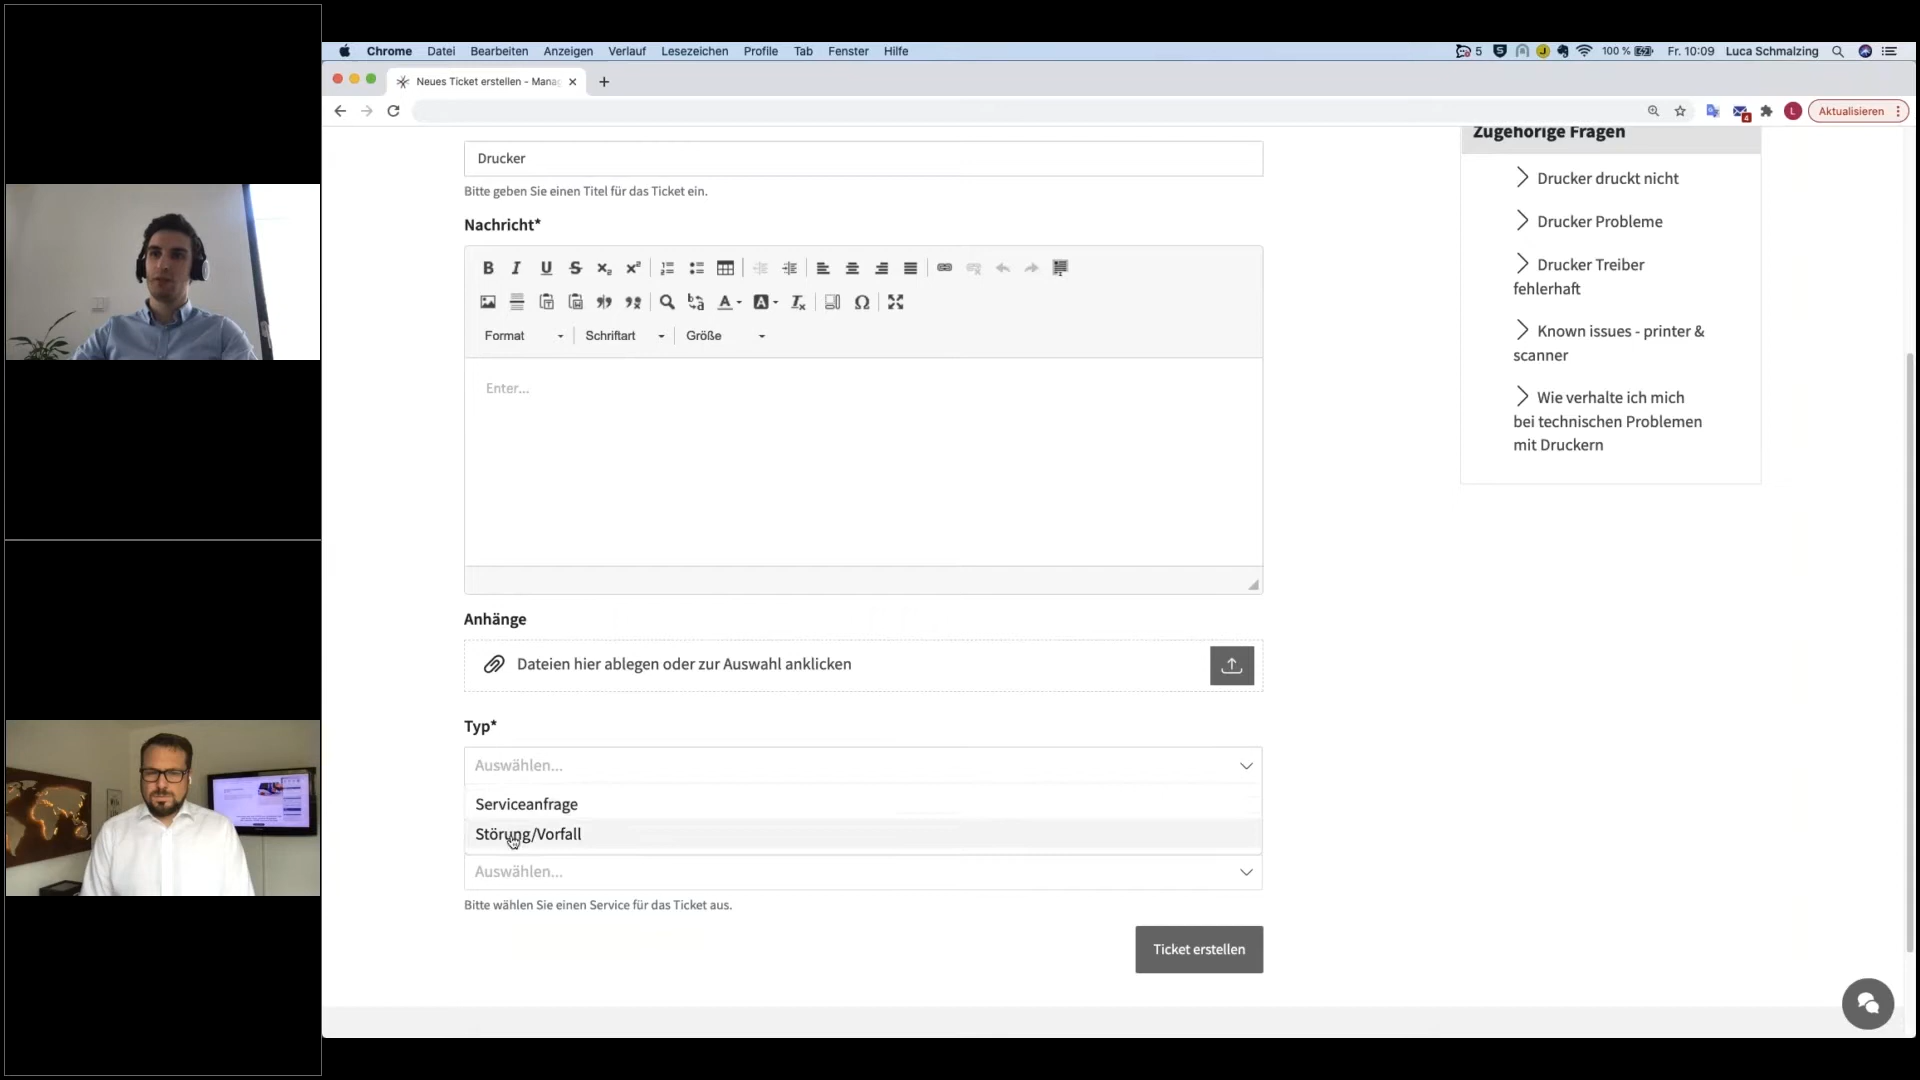 Chrome Datei Bearbeiten Anzeigen Verlauf Lesezeichen Profile Tab Fenster Hilfe
5 100 % Fr. 10:09 Luca Schmalzing
Neues Ticket erstellen - Mana
Aktualisieren
L
4
Drucker
Bitte geben Sie einen Titel für das Ticket ein.
Nachricht*
Format Schriftart Größe
Enter...
Anhänge
Dateien hier ablegen oder zur Auswahl anklicken
Typ*
Auswählen...
Serviceanfrage
Störung/Vorfall
Auswählen...
Bitte wählen Sie einen Service für das Ticket aus.
Ticket erstellen
Zugehörige Fragen
Drucker druckt nicht
Drucker Probleme
Drucker Treiber
fehlerhaft
Known issues - printer &
scanner
Wie verhalte ich mich
bei technischen Problemen
mit Druckern